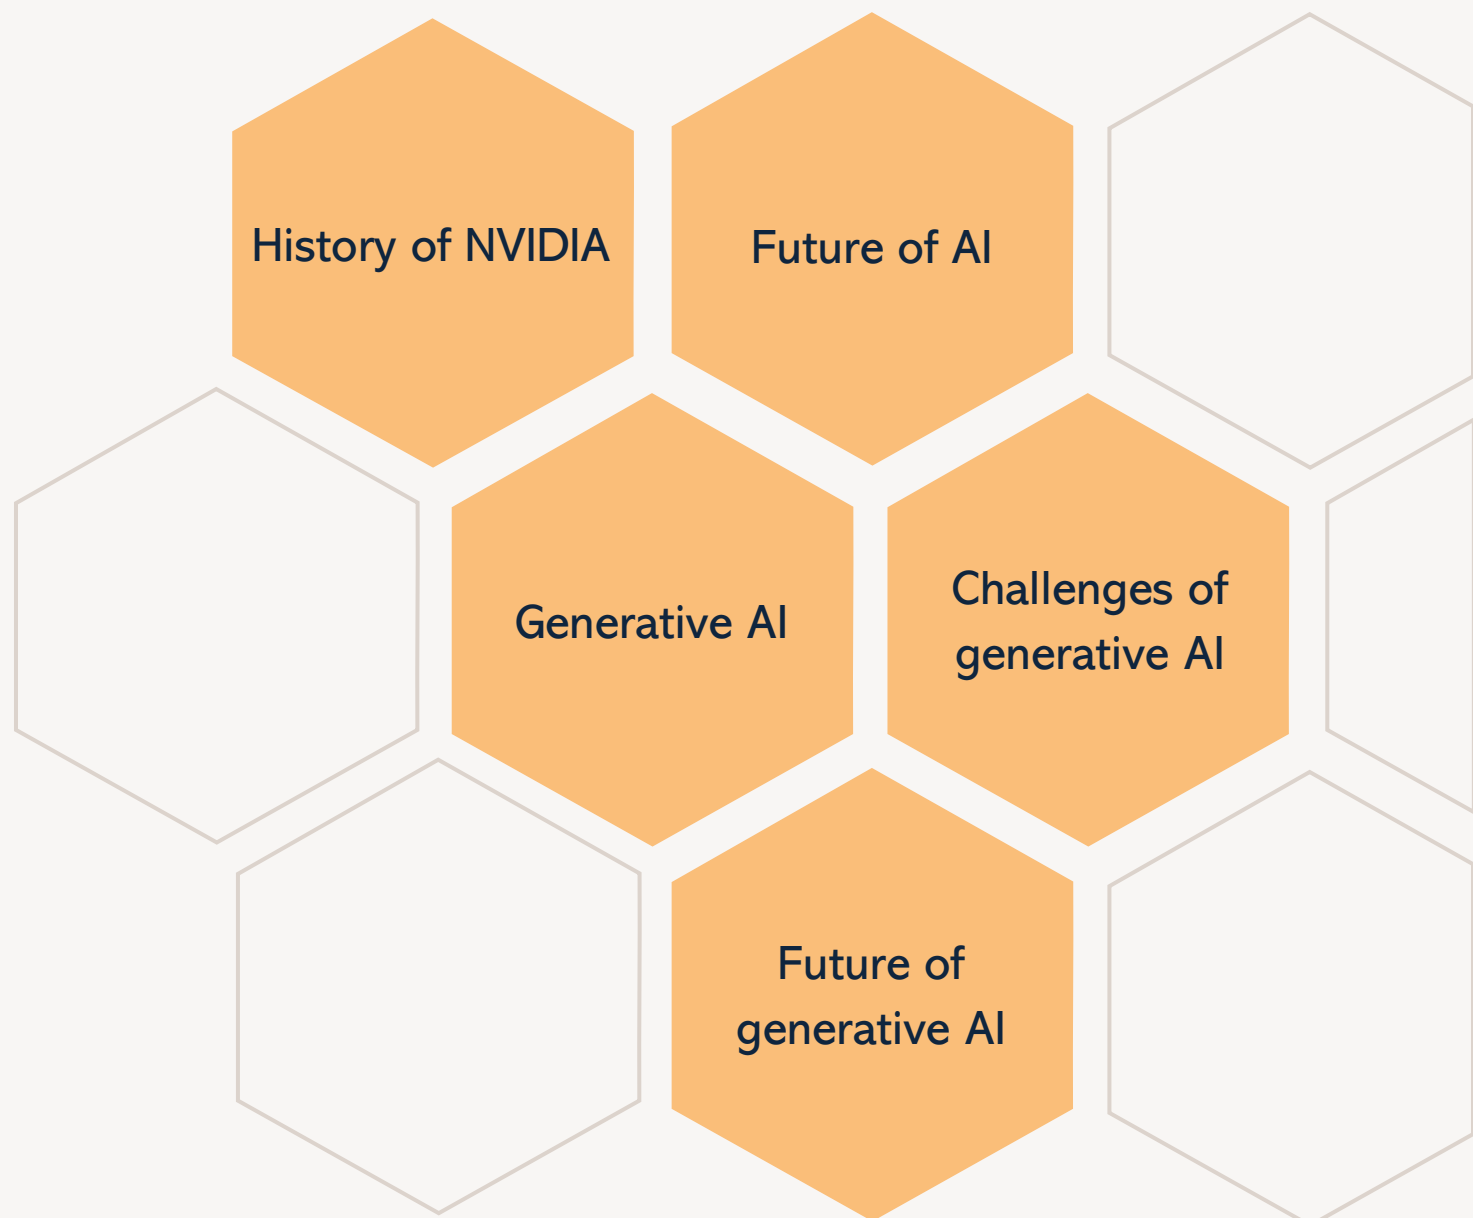 History of NVIDIA
Future of AI
Generative AI
Challenges of
generative AI
Future of
generative AI